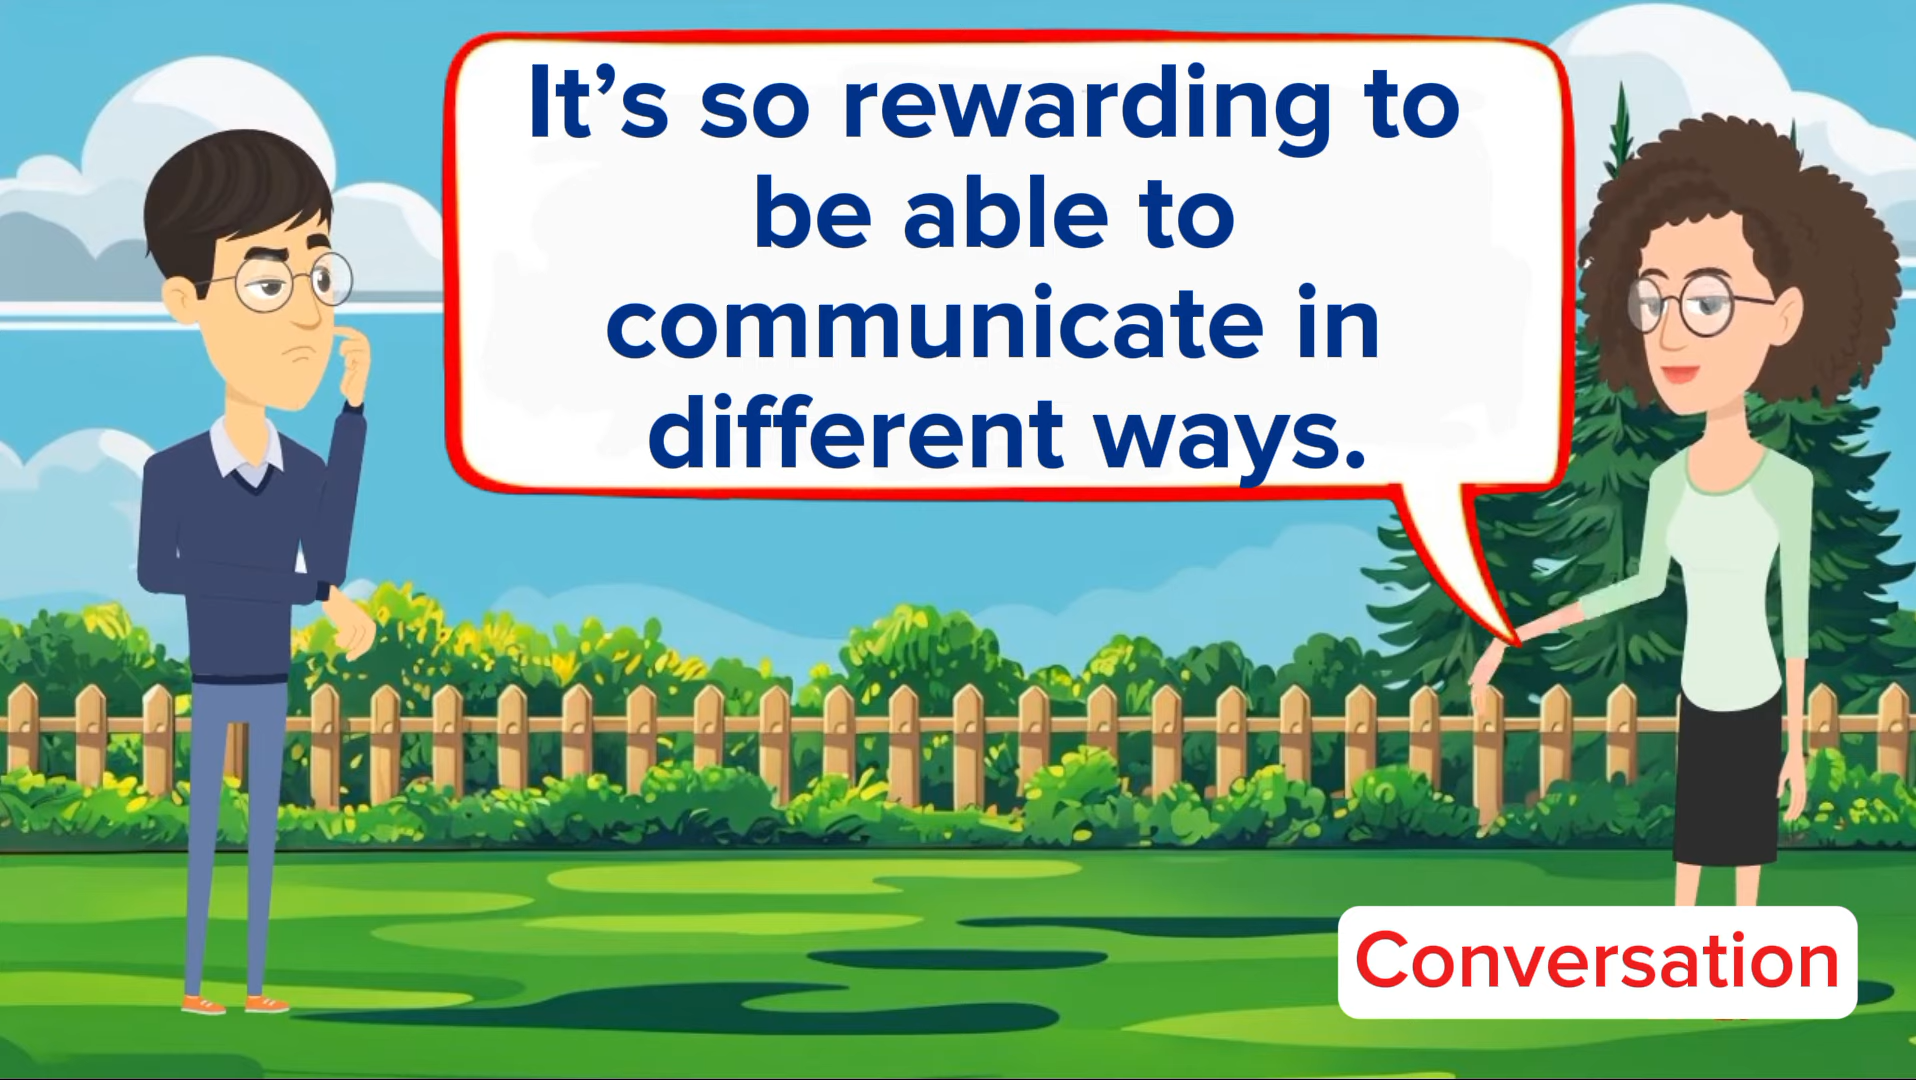 It’s so rewarding to
be able to
communicate in
different ways.
Conversation